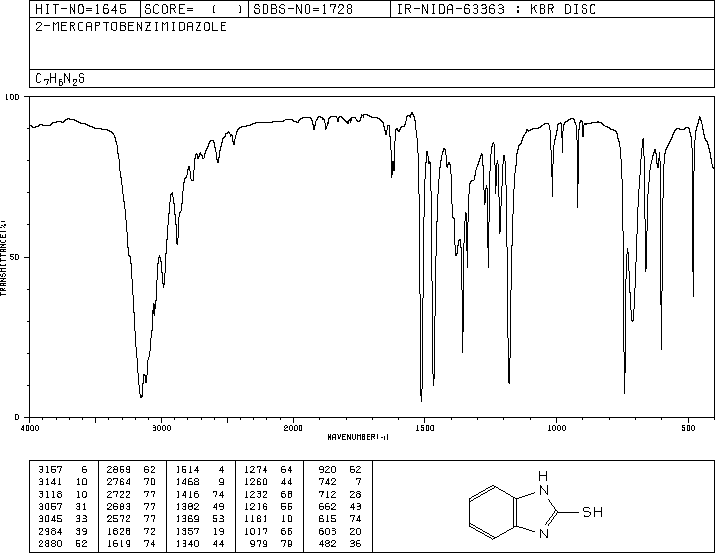 HIT-NO=1645 SCORE= ( ) SDBS-NO=1728 IR-NIDA-63363 : KBR DISC
2-MERCAPTOBENZIMIDAZOLE
C7H6N2S
100
50
0
TRANSMITTANCE(%)
4000 3000 2000 1500 1000 500
WAVENUMBER(-1)
3157 6 2869 62 1514 4 1274 64 920 62
3141 10 2764 70 1468 9 1260 44 742 7
3118 10 2722 77 1416 74 1232 68 712 28
3067 31 2683 77 1382 49 1216 55 662 43
3045 33 2572 77 1369 53 1181 10 615 74
2984 39 1628 72 1357 19 1017 66 603 20
2880 52 1619 74 1340 44 979 79 482 36
H
N
SH
N